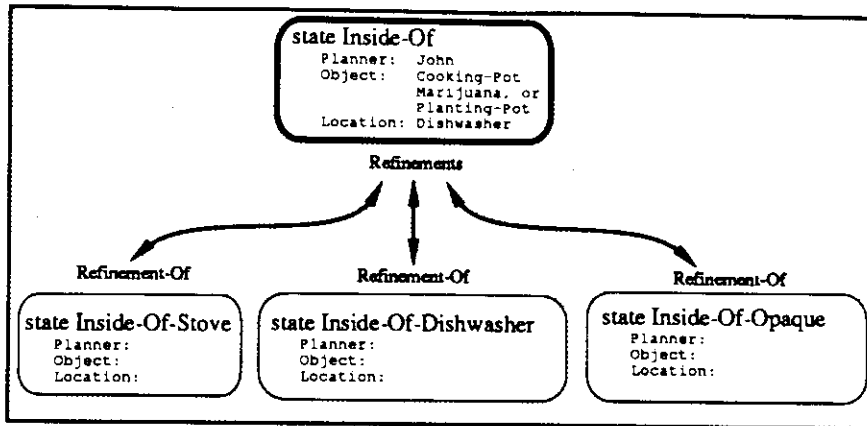 state Inside-Of
Planner: John
Object: Cooking-Pot
Marijuana, or
Planting-Pot
Location: Dishwasher
Refinements
Refinement-Of
Refinement-Of
Refinement-Of
state Inside-Of-Stove
Planner:
Object:
Location:
state Inside-Of-Dishwasher
Planner:
Object:
Location:
state Inside-Of-Opaque
Planner:
Object:
Location: